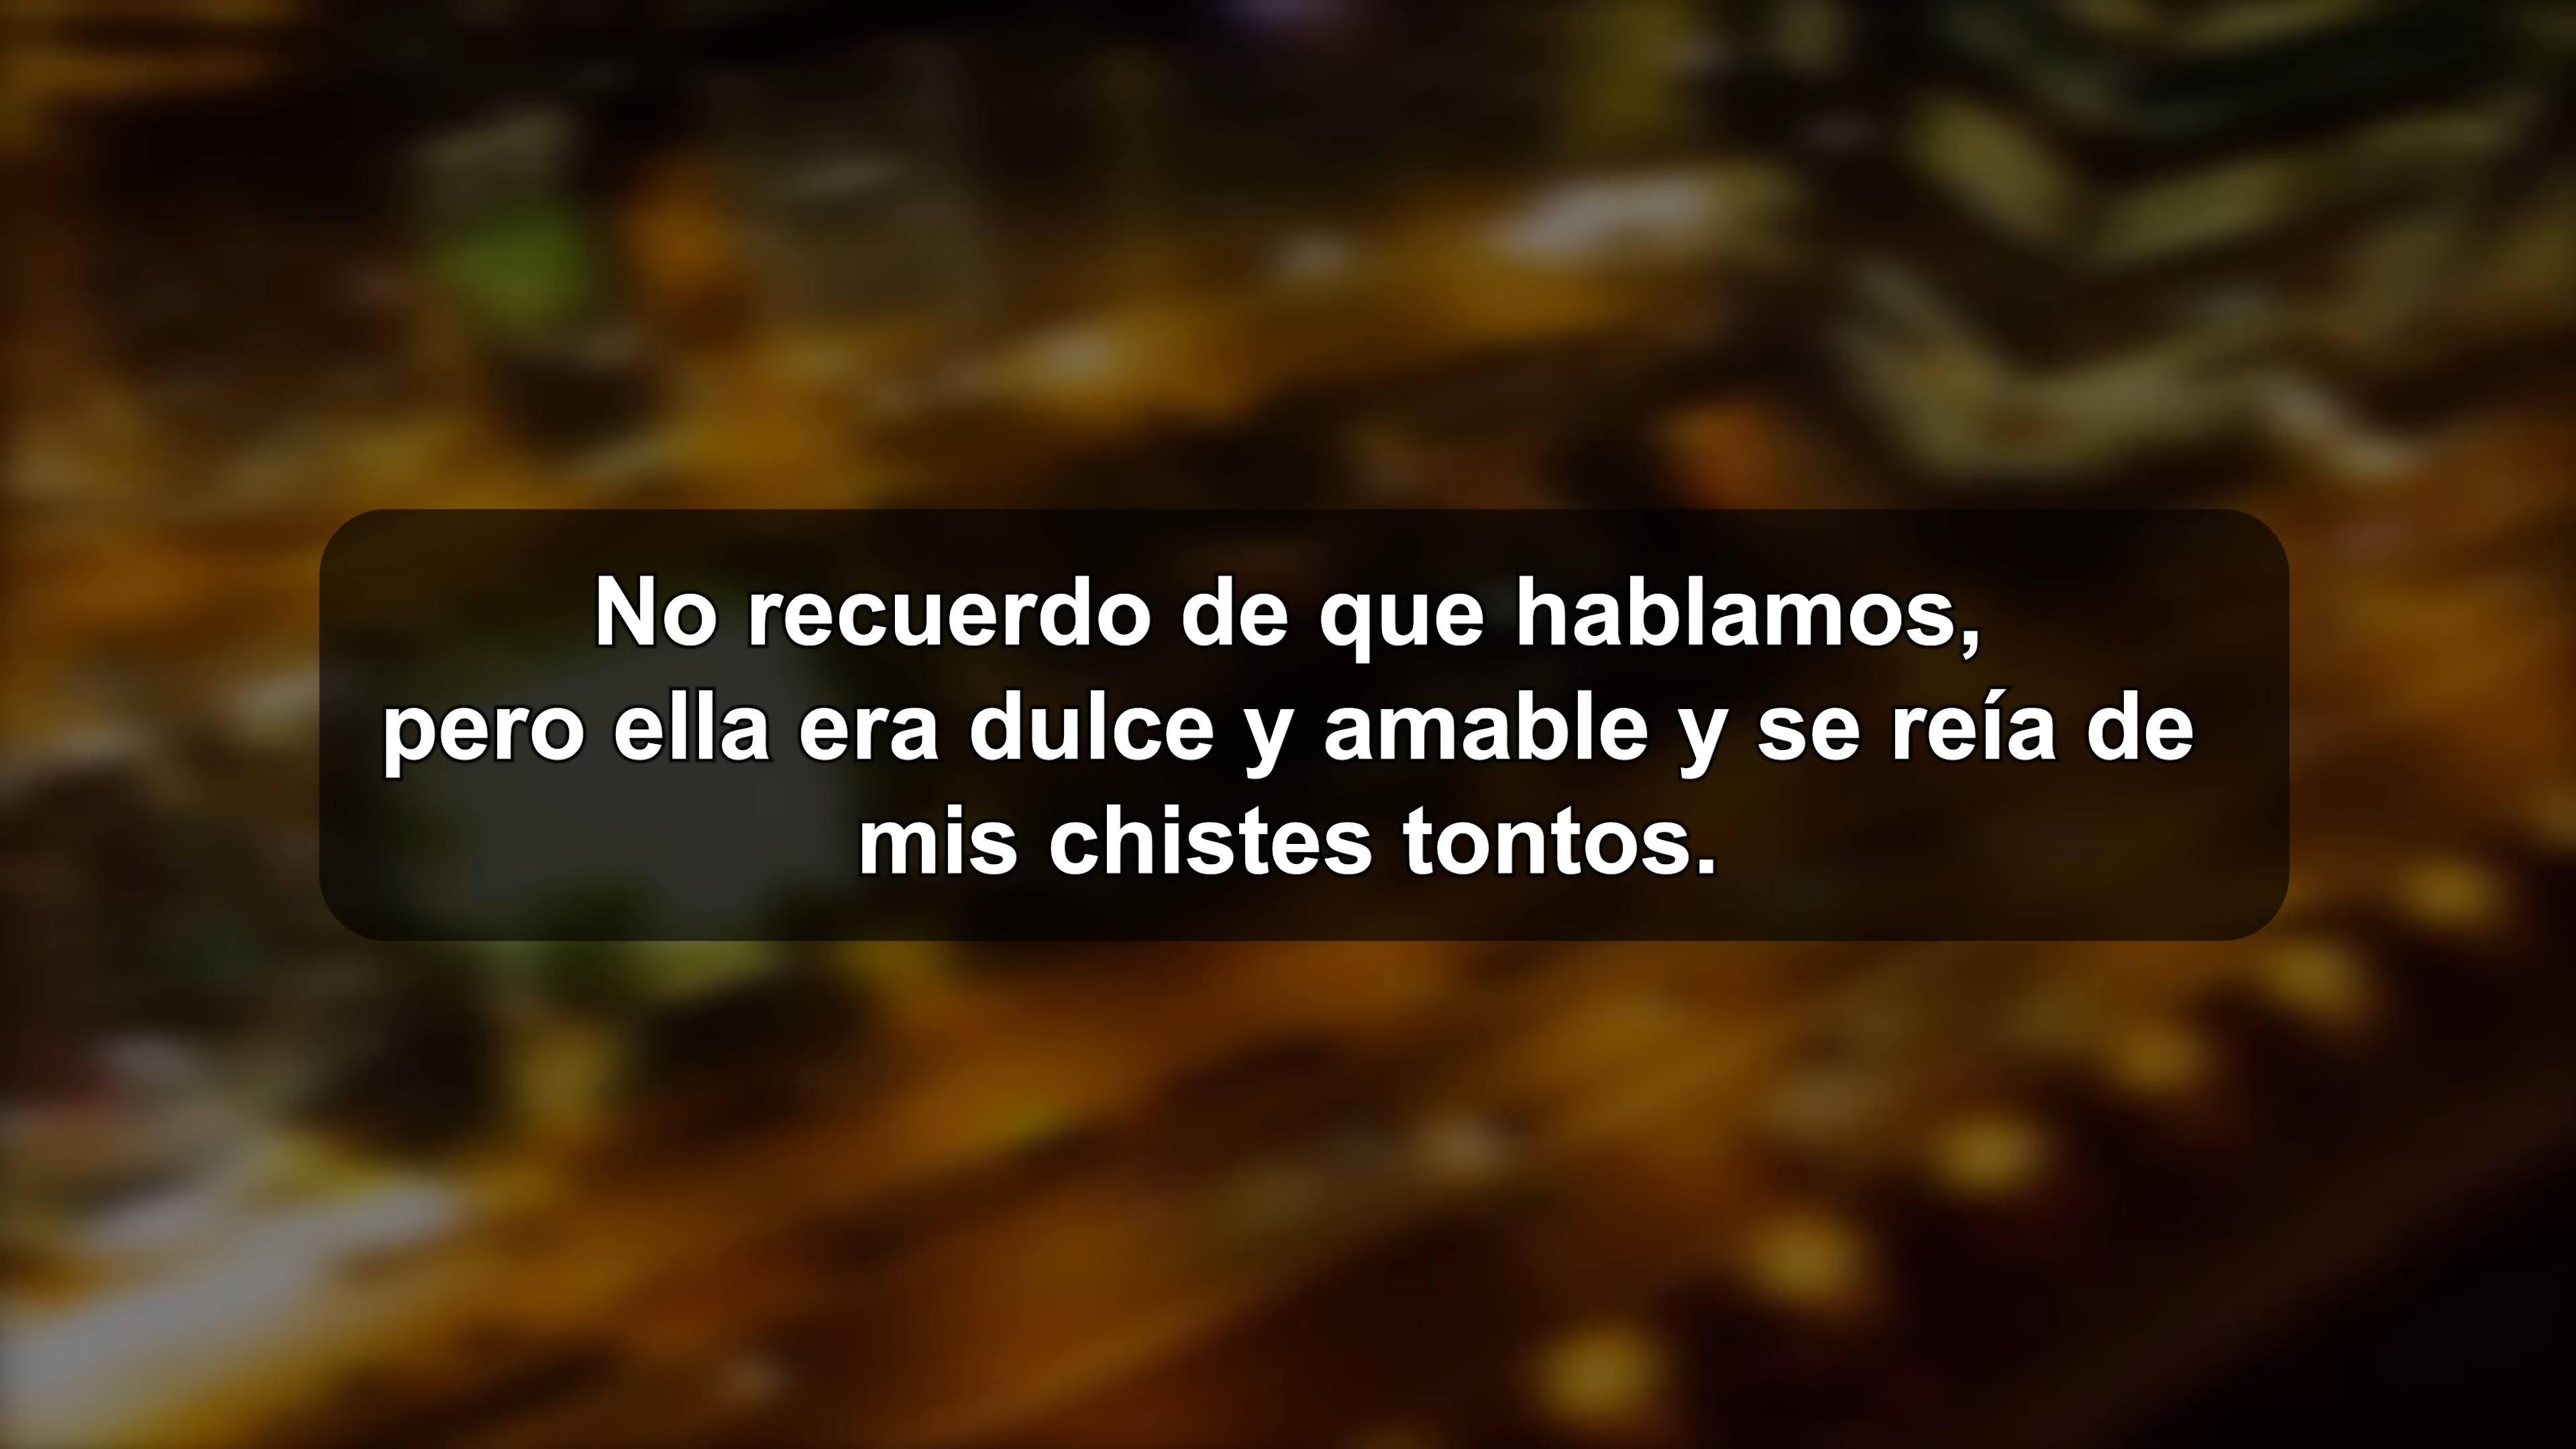 No recuerdo de que hablamos,
pero ella era dulce y amable y se reía de
mis chistes tontos.